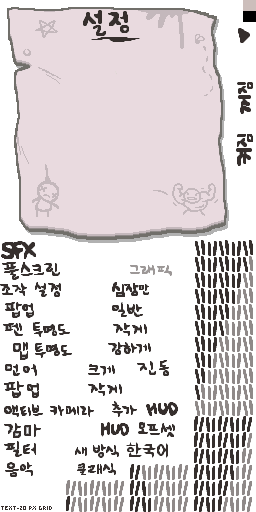 설정
SFX
풀스크린 그래픽
조각 설정 심장만
팝업 일반
펜 투명도 작게
맵 투명도 강하게
언어 크게 진동
팝업 작게
액티브 카메라 추가 HUD
감마 HUD 오프셋
필터 새 방식 한국어
음악 클래식
TEXT-20 PX GRID